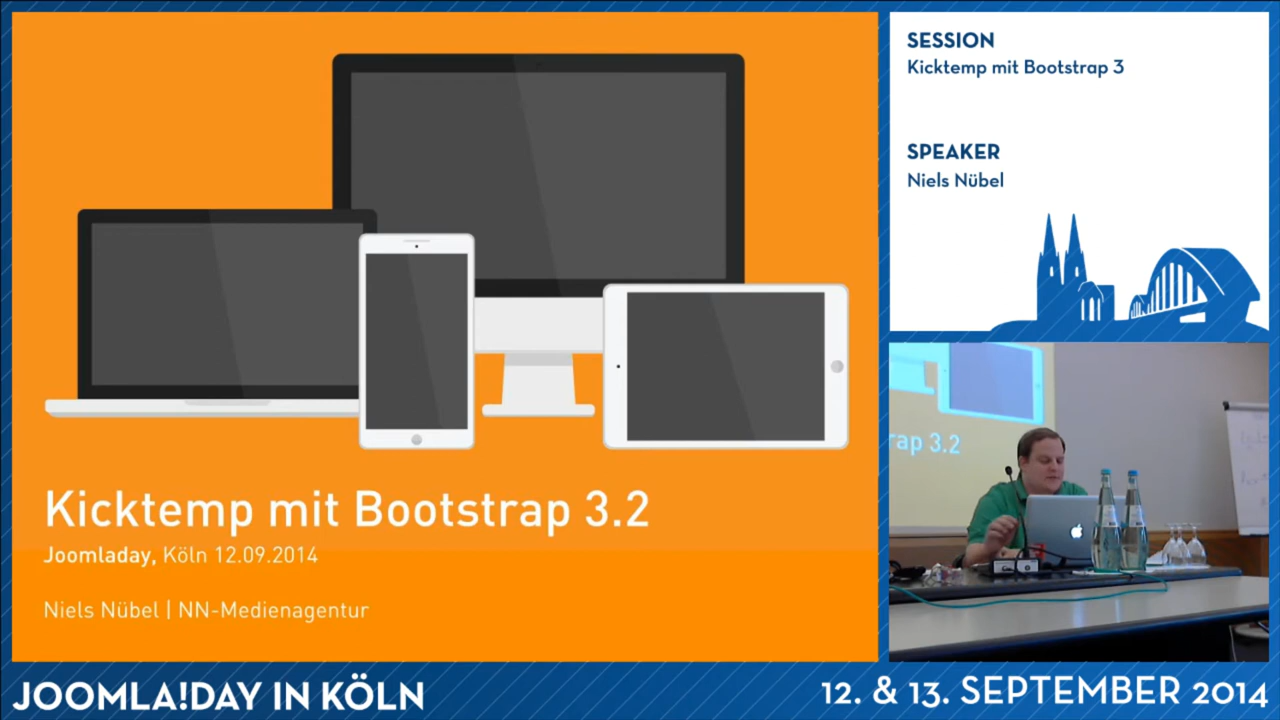 Kicktemp mit Bootstrap 3.2
Joomladay, Köln 12.09.2014
Niels Nübel | NN-Medienagentur
SESSION
Kicktemp mit Bootstrap 3
SPEAKER
Niels Nübel
rap 3.2
JOOMLA!DAY IN KÖLN
12. & 13. SEPTEMBER 2014